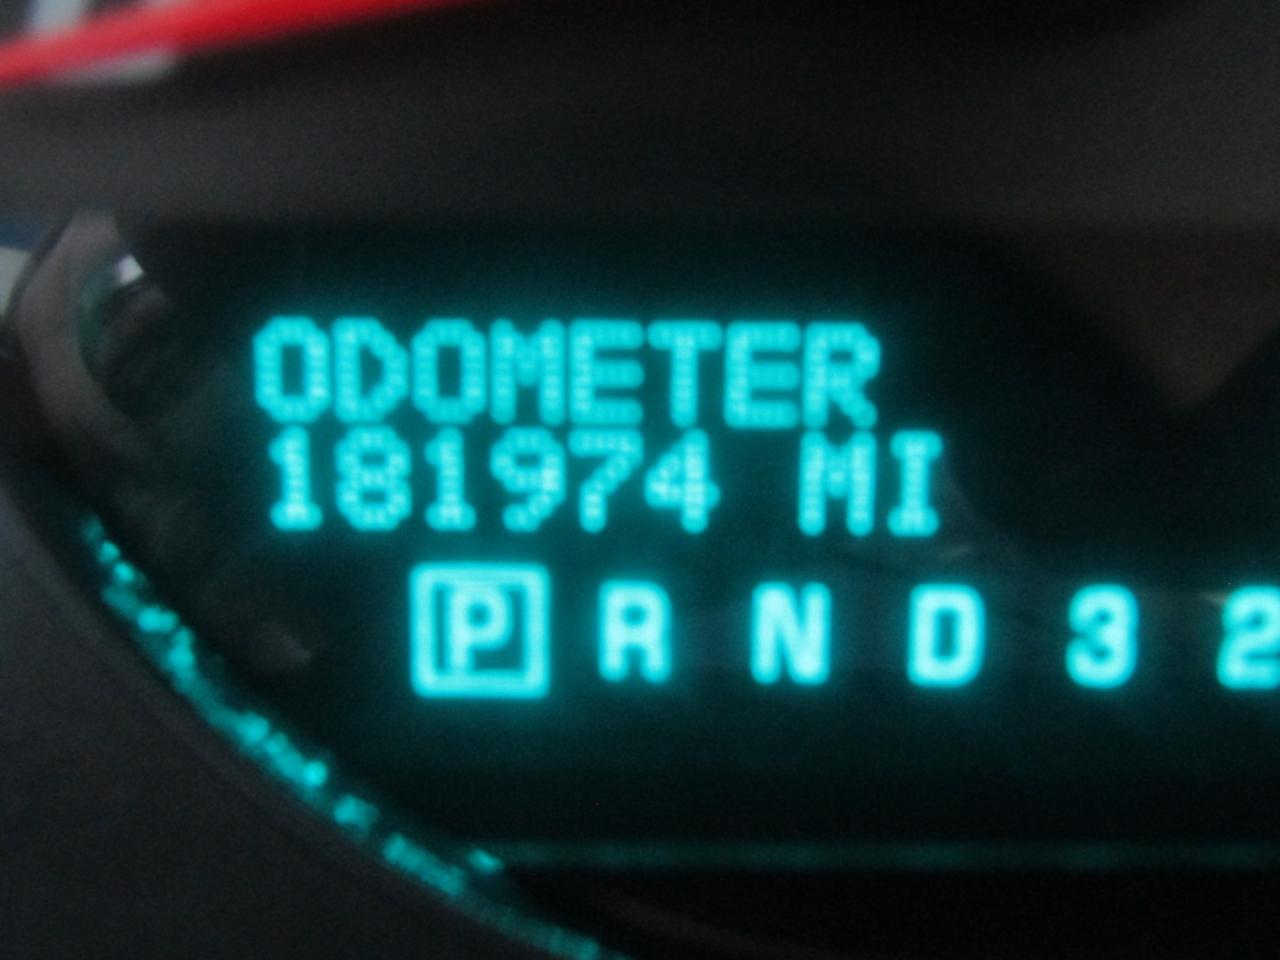 ODOMETER
181974 MI
P R N D 3 2